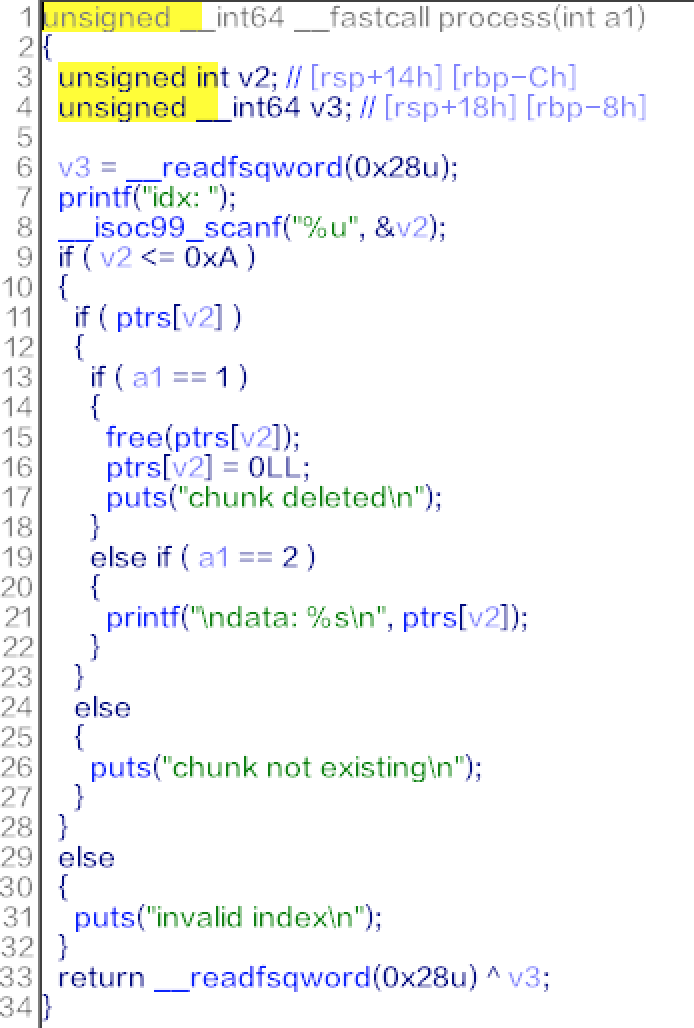 1 unsigned __int64 __fastcall process(int a1)
2 {
3 unsigned int v2; // [rsp+14h] [rbp-Ch]
4 unsigned __int64 v3; // [rsp+18h] [rbp-8h]
5
6 v3 = __readfsqword(0x28u);
7 printf("idx: ");
8 __isoc99_scanf("%u", &v2);
9 if ( v2 <= 0xA )
10 {
11 if ( ptrs[v2] )
12 {
13 if ( a1 == 1 )
14 {
15 free(ptrs[v2]);
16 ptrs[v2] = 0LL;
17 puts("chunk deleted\n");
18 }
19 else if ( a1 == 2 )
20 {
21 printf("\ndata: %s\n", ptrs[v2]);
22 }
23 }
24 else
25 {
26 puts("chunk not existing\n");
27 }
28 }
29 else
30 {
31 puts("invalid index\n");
32 }
33 return __readfsqword(0x28u) ^ v3;
34 }